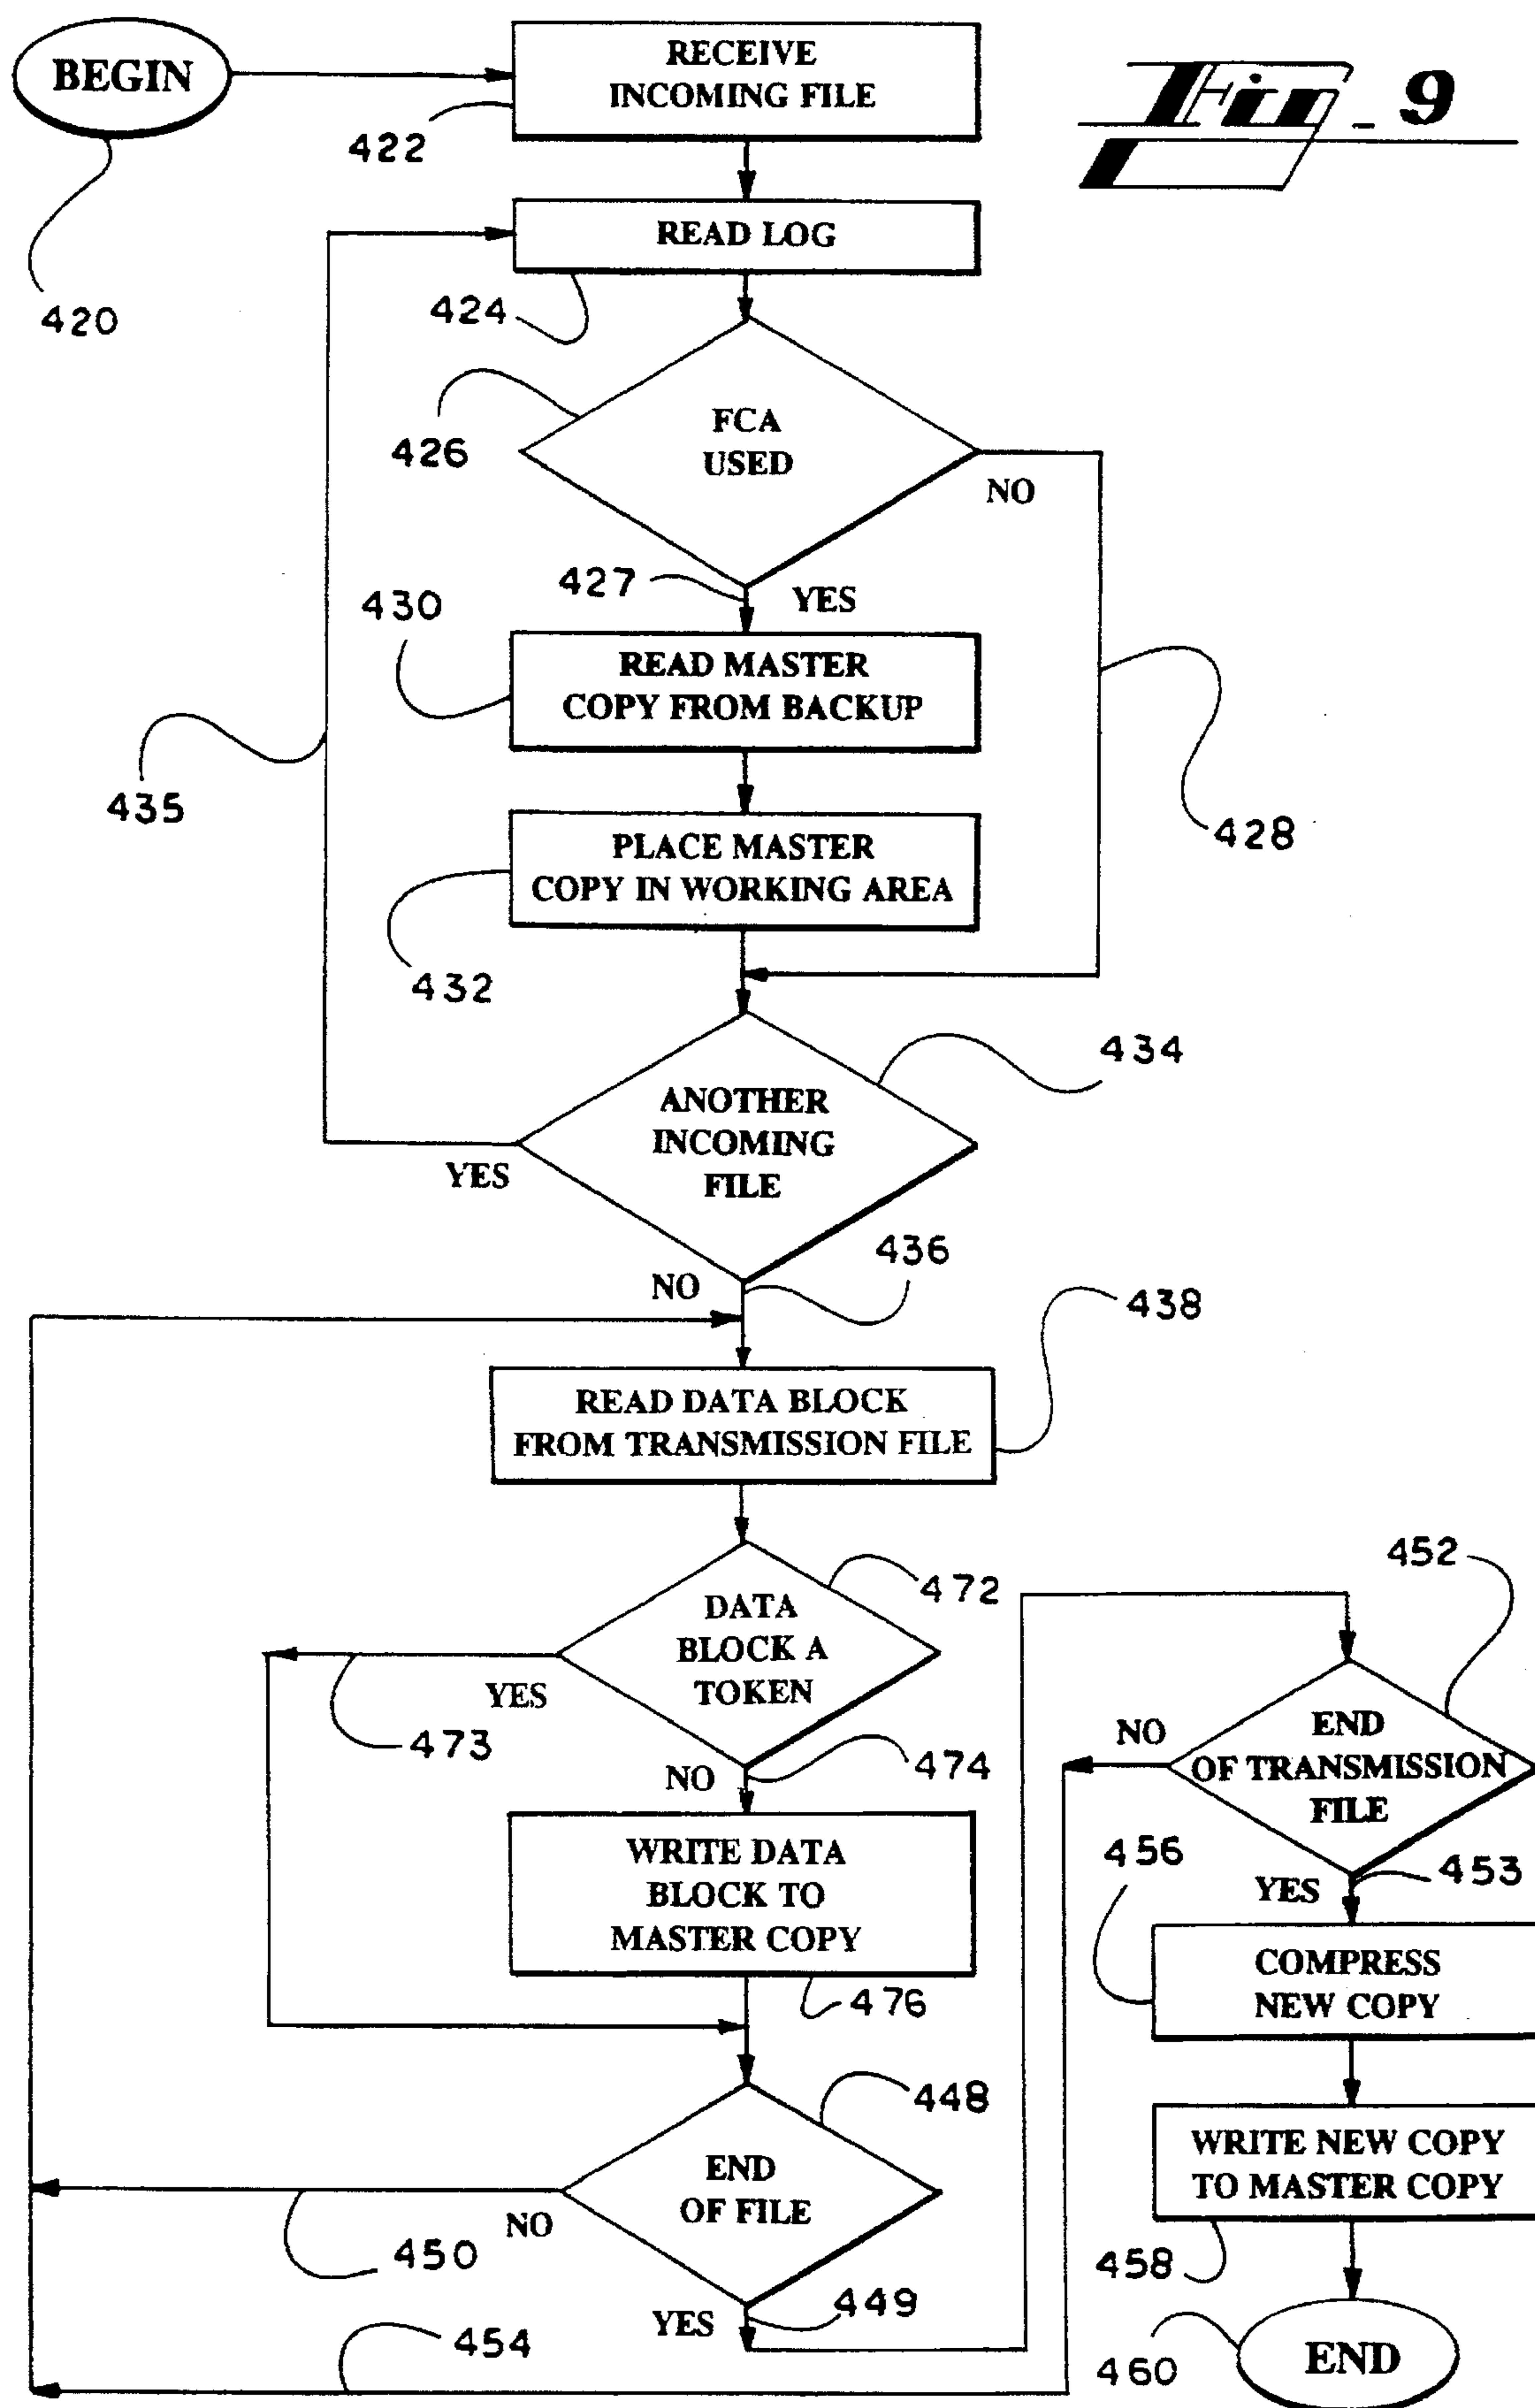 BEGIN
RECEIVE
INCOMING FILE
Fig_ 9
422
READ LOG
420
424
FCA
USED
426
NO
427
YES
430
READ MASTER
COPY FROM BACKUP
435
428
PLACE MASTER
COPY IN WORKING AREA
432
434
ANOTHER
INCOMING
FILE
YES
436
NO
438
READ DATA BLOCK
FROM TRANSMISSION FILE
452
472
DATA
BLOCK A
TOKEN
YES
473
474
NO
NO
END
OF TRANSMISSION
FILE
WRITE DATA
BLOCK TO
MASTER COPY
476
456
YES
453
COMPRESS
NEW COPY
448
END
OF FILE
NO
450
WRITE NEW COPY
TO MASTER COPY
458
YES
449
454
460
END